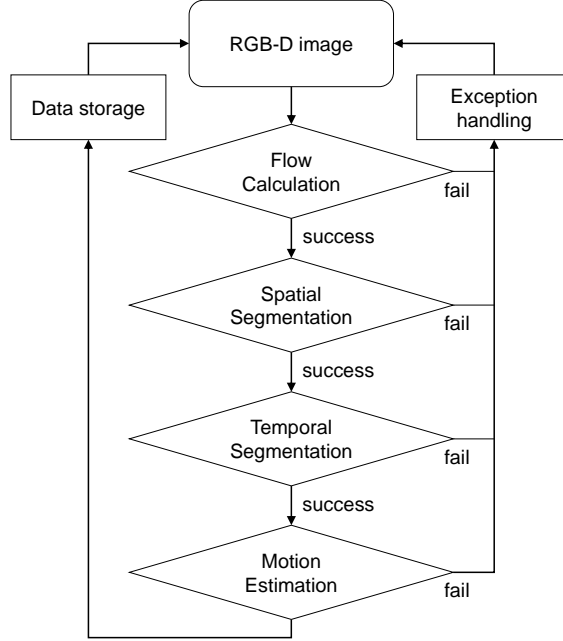 RGB-D image
Data storage
Exception
handling
Flow
Calculation
fail
success
Spatial
Segmentation
fail
success
Temporal
Segmentation
fail
success
Motion
Estimation
fail